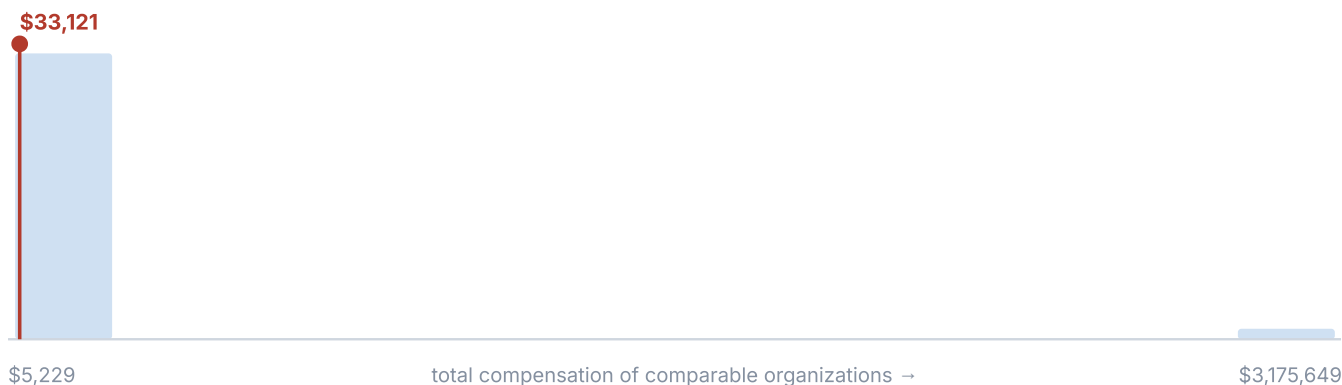 $33,121
$5,229
total compensation of comparable organizations →
$3,175,649